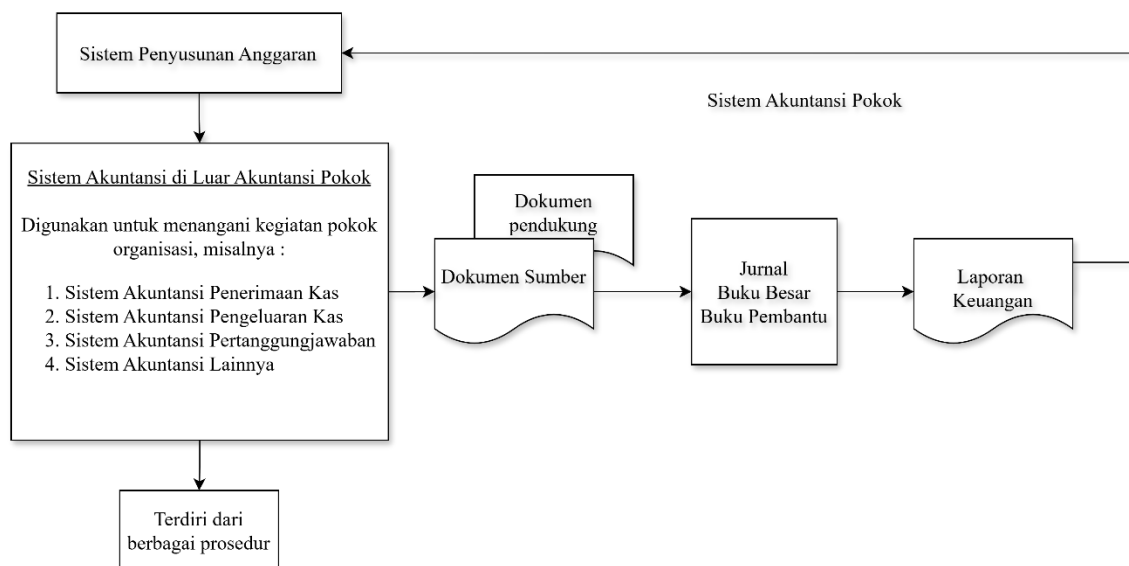 Sistem Penyusunan Anggaran
Sistem Akuntansi Pokok
Sistem Akuntansi di Luar Akuntansi Pokok
Digunakan untuk menangani kegiatan pokok
organisasi, misalnya :
1. Sistem Akuntansi Penerimaan Kas
2. Sistem Akuntansi Pengeluaran Kas
3. Sistem Akuntansi Pertanggungjawaban
4. Sistem Akuntansi Lainnya
Dokumen
pendukung
Dokumen Sumber
Jurnal
Buku Besar
Buku Pembantu
Laporan
Keuangan
Terdiri dari
berbagai prosedur